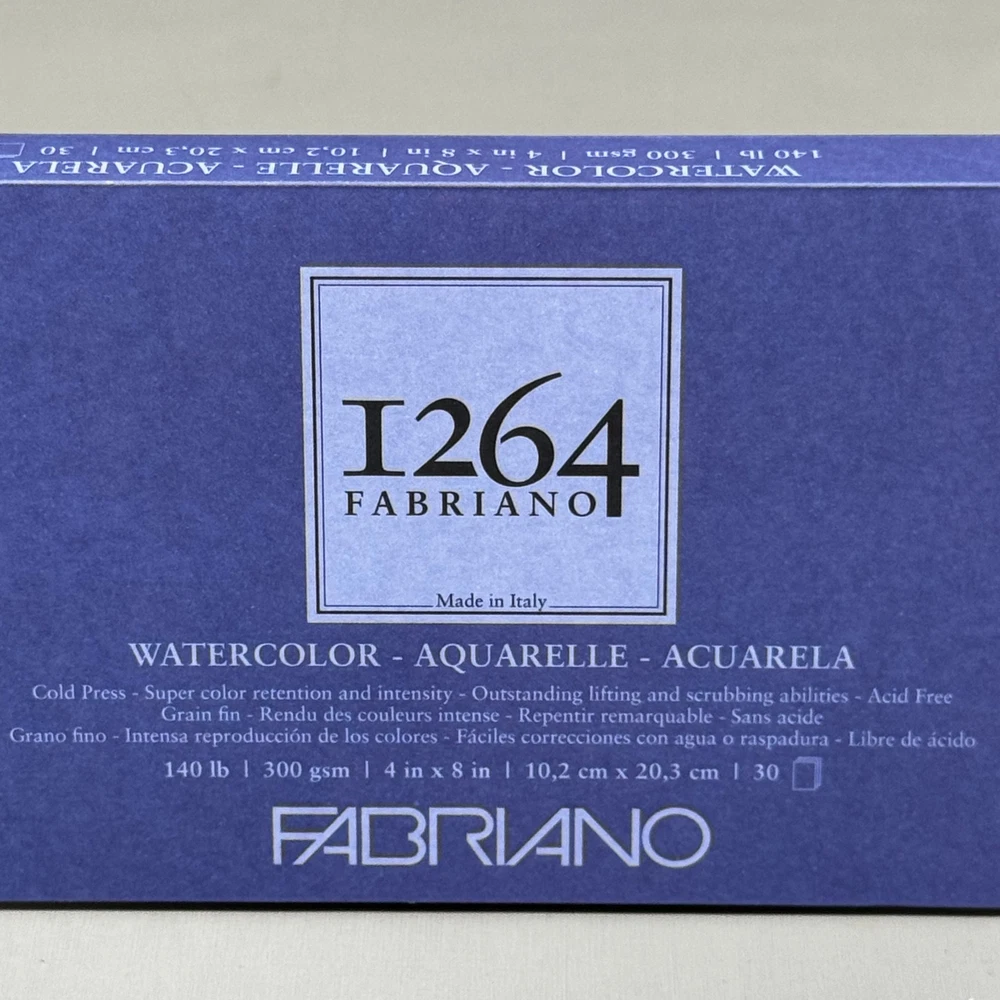 140 lb | 300 gsm | 4 in x 8 in | 10,2 cm x 20,3 cm | 30
WATERCOLOR - AQUARELLE - ACUARELA
1264
FABRIANO
Made in Italy
WATERCOLOR - AQUARELLE - ACUARELA
Cold Press - Super color retention and intensity - Outstanding lifting and scrubbing abilities - Acid Free
Grain fin - Rendu des couleurs intense - Repentir remarquable - Sans acide
Grano fino - Intensa reproducción de los colores - Fáciles correcciones con agua o raspadura - Libre de ácido
140 lb | 300 gsm | 4 in x 8 in | 10,2 cm x 20,3 cm | 30
FABRIANO